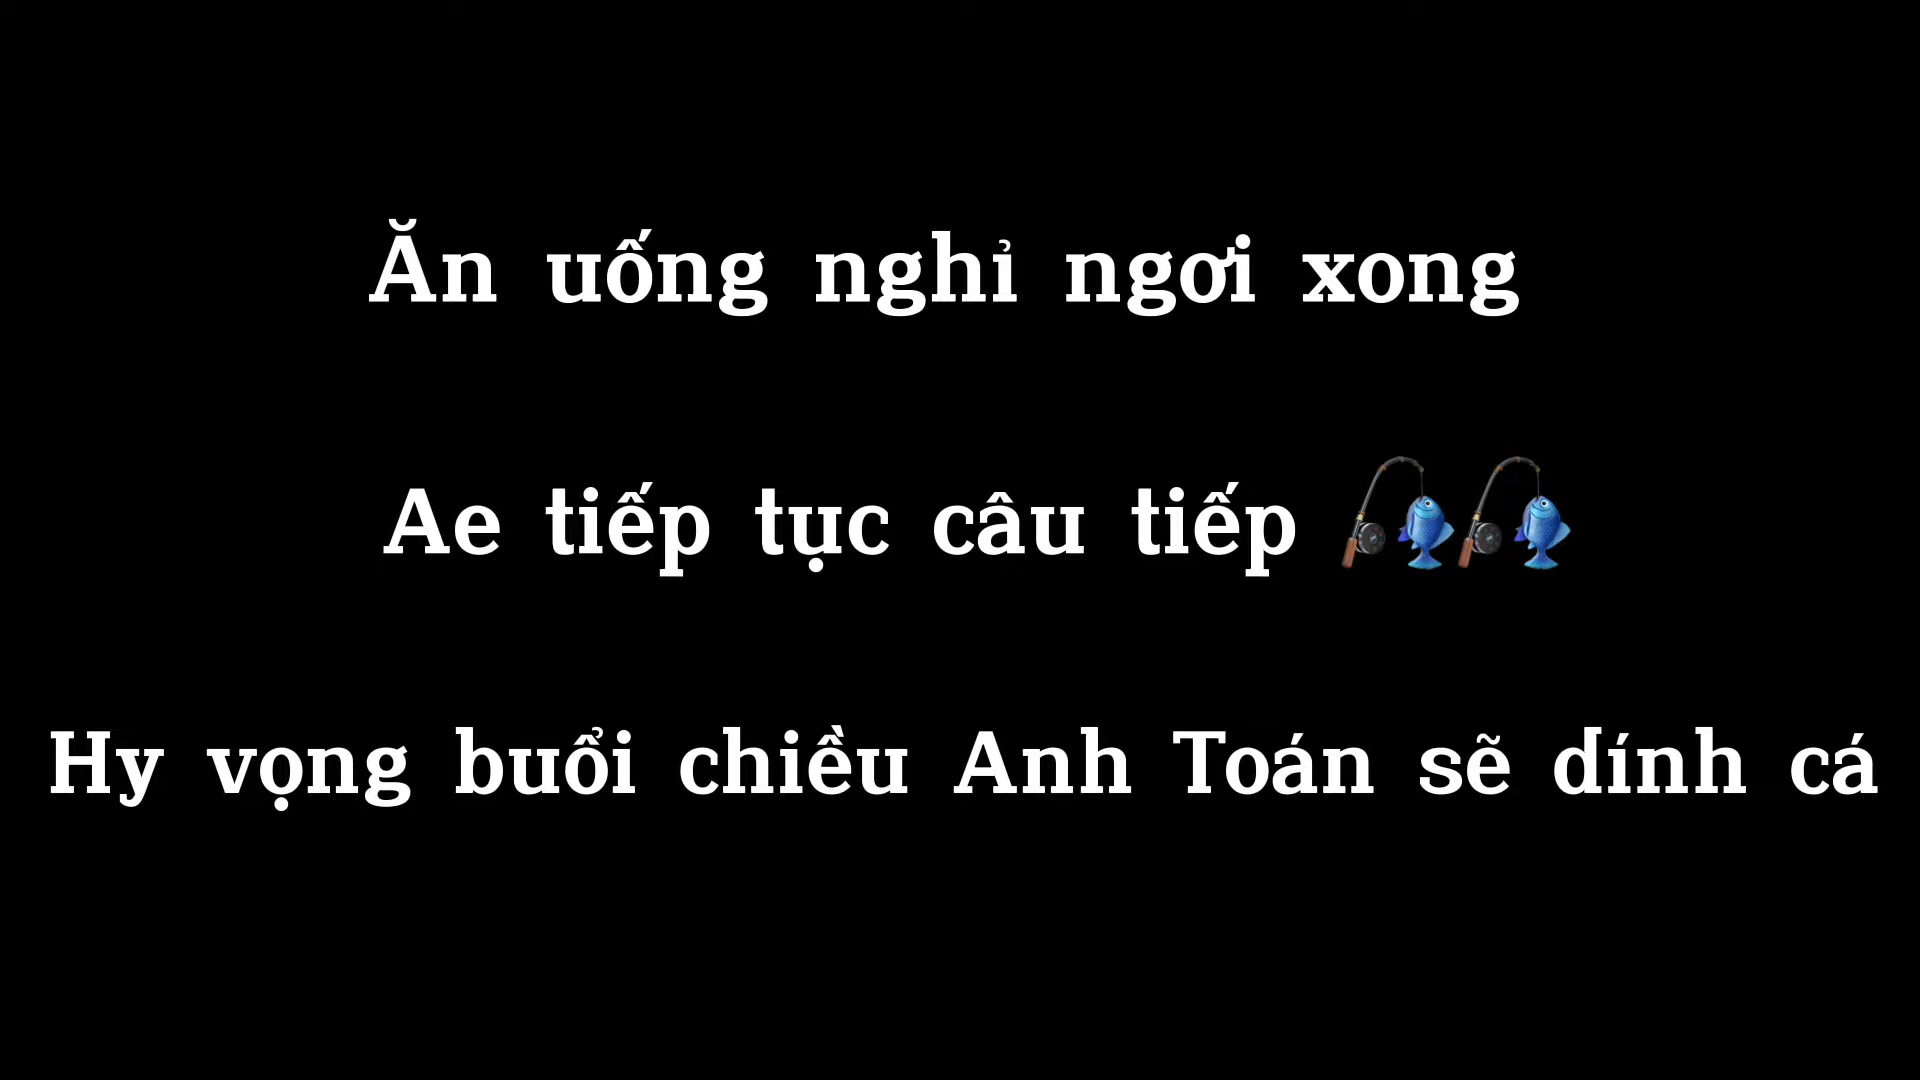 Ăn uống nghỉ ngơi xong
Ae tiếp tục câu tiếp 🎣🎣
Hy vọng buổi chiều Anh Toán sẽ dính cá